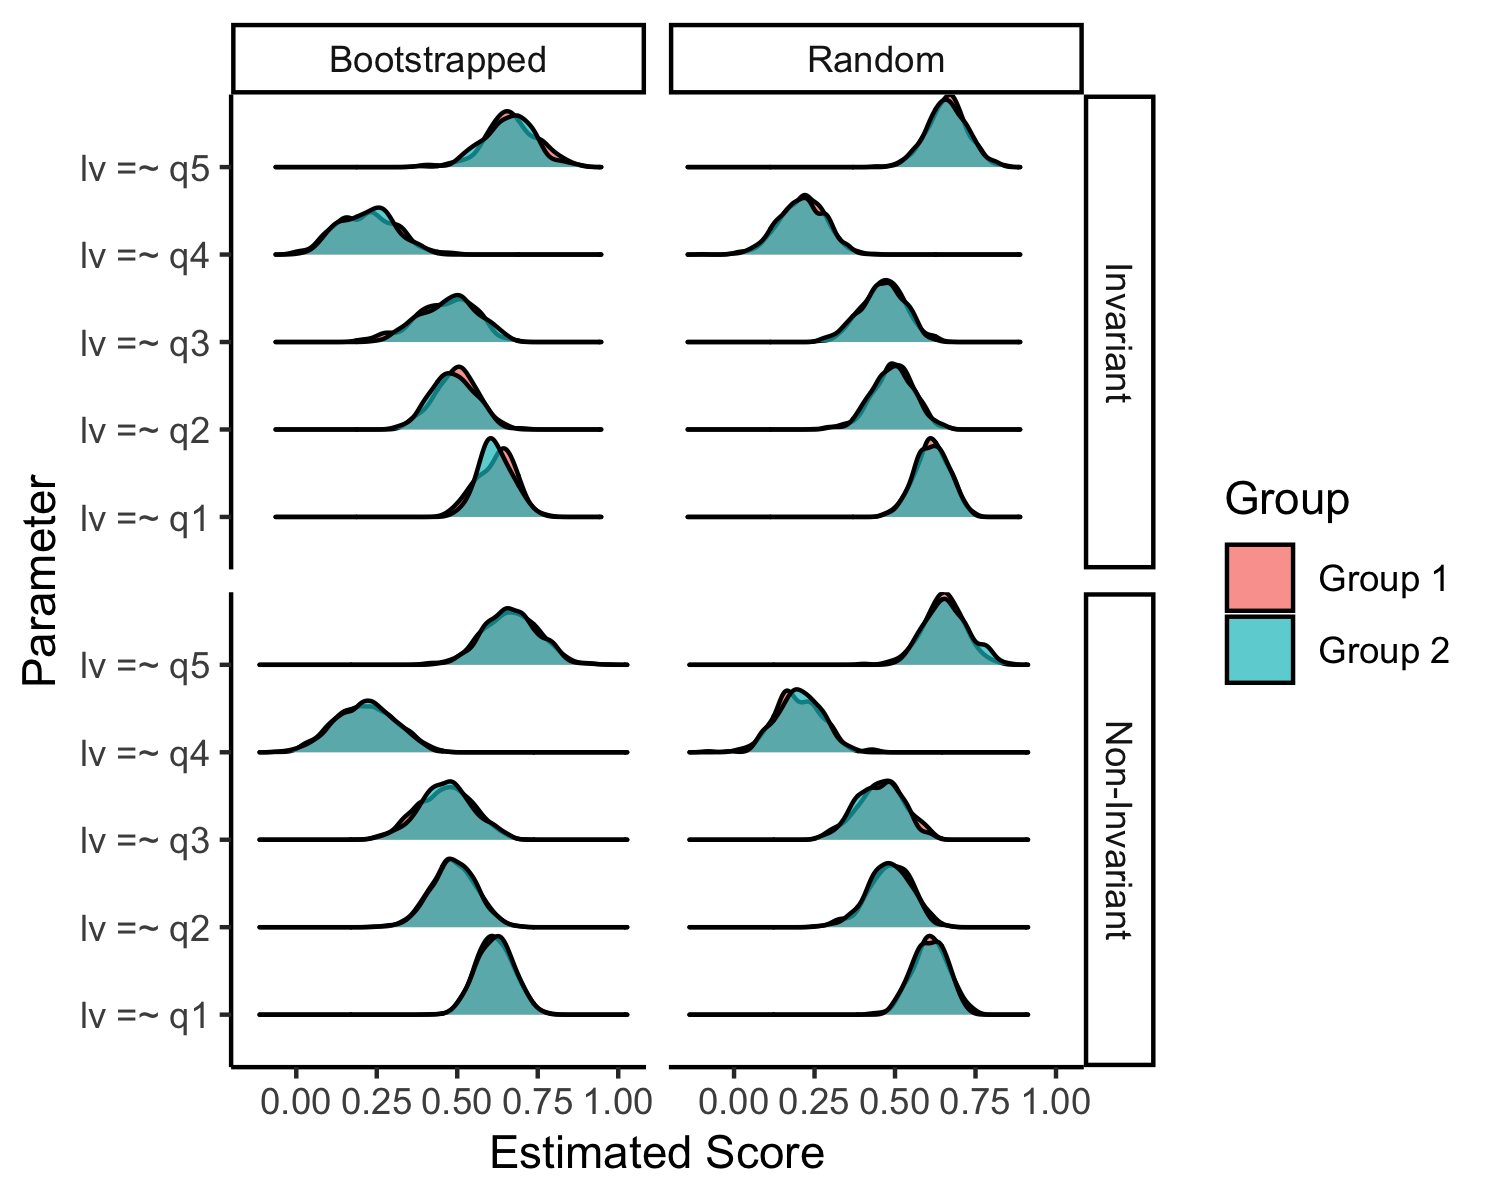 Bootstrapped
Random
lv =~ q5
lv =~ q4
lv =~ q3
lv =~ q2
lv =~ q1
Invariant
lv =~ q5
lv =~ q4
lv =~ q3
lv =~ q2
lv =~ q1
Non-Invariant
Parameter
0.00 0.25 0.50 0.75 1.00
0.00 0.25 0.50 0.75 1.00
Estimated Score
Group
Group 1
Group 2